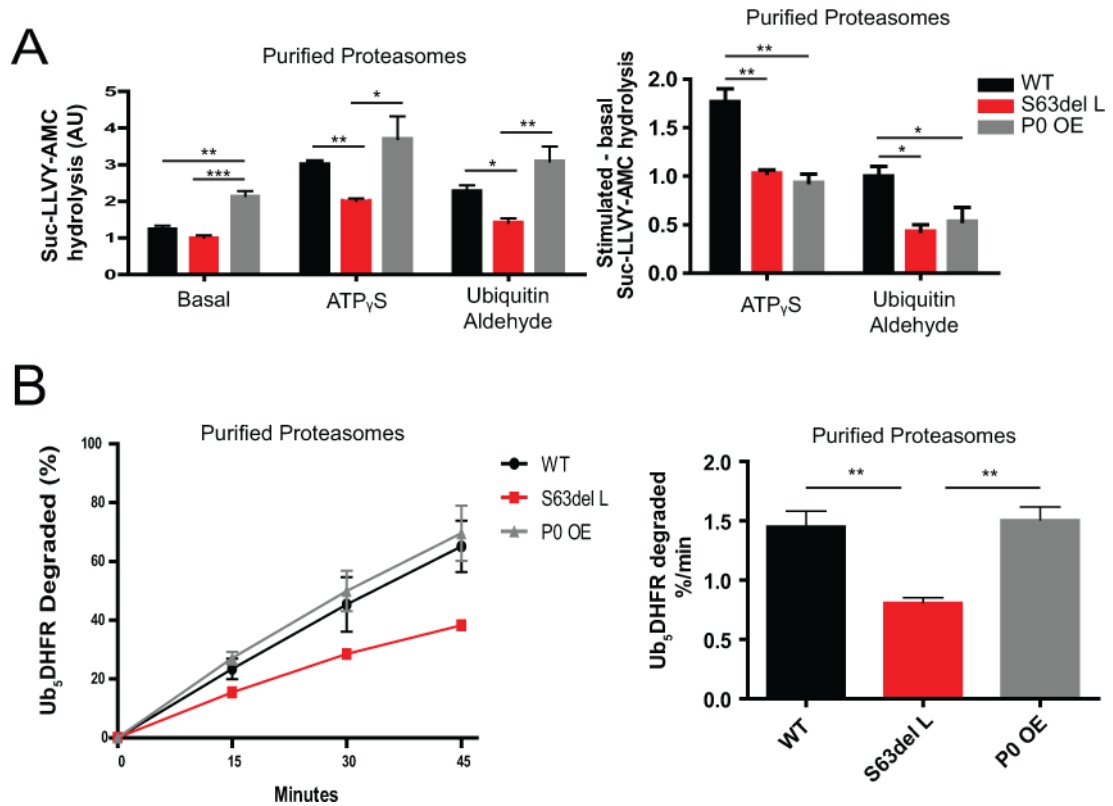 A
Purified Proteasomes
Suc-LLVY-AMC
hydrolysis (AU)
5
4
3
2
1
0
** *** ** * * **
Basal ATPγS Ubiquitin
Aldehyde
Purified Proteasomes
Stimulated - basal
Suc-LLVY-AMC hydrolysis
2.0
1.5
1.0
0.5
0.0
** ** * *
WT
S63del L
P0 OE
ATPγS Ubiquitin
Aldehyde
B
Purified Proteasomes
Ub5DHFR Degraded (%)
100
80
60
40
20
0
0 15 30 45
Minutes
WT
S63del L
P0 OE
Purified Proteasomes
Ub5DHFR degraded
%/min
2.0
1.5
1.0
0.5
0.0
** **
WT S63del L P0 OE